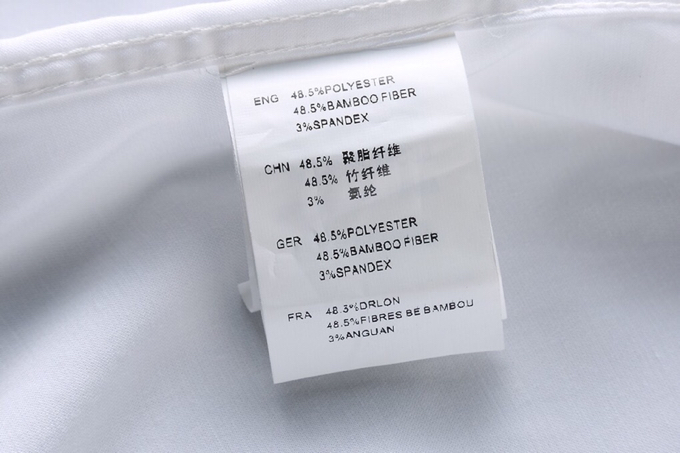 ENG 48.5%POLYESTER
48.5%BAMBOO FIBER
3%SPANDEX
CHN 48.5% 聚脂纤维
48.5% 竹纤维
3% 氨纶
GER 48.5%POLYESTER
48.5%BAMBOO FIBER
3%SPANDEX
FRA 48.5%DRLON
48.5%FIBRES BE BAMBOU
3%ANGUAN